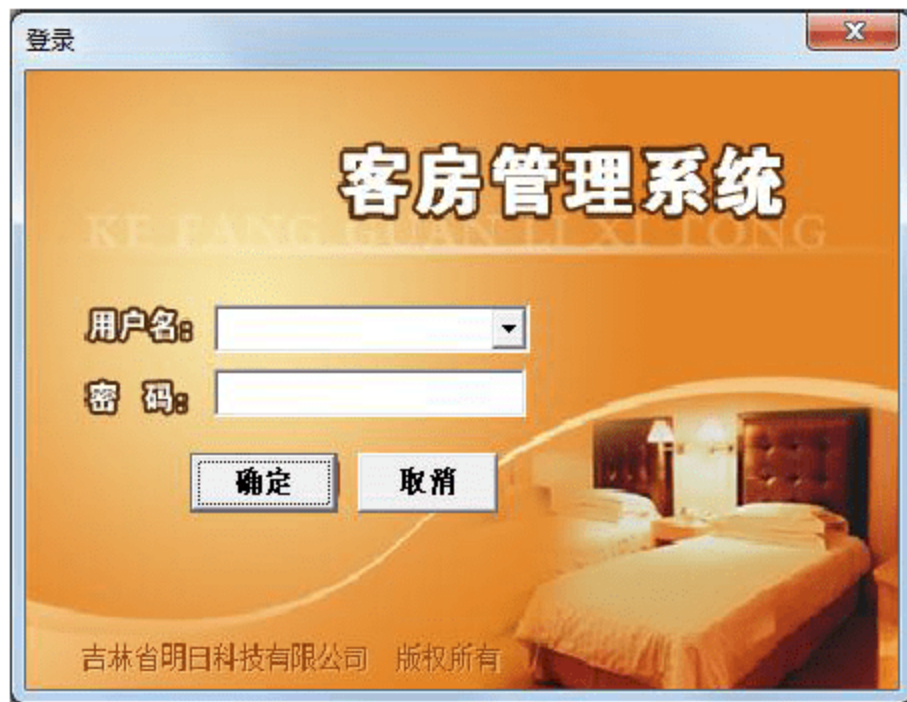 登录
客房管理系统
KE FANG GUAN LI XI TONG
用户名:
密 码:
确定 取消
吉林省明日科技有限公司 版权所有